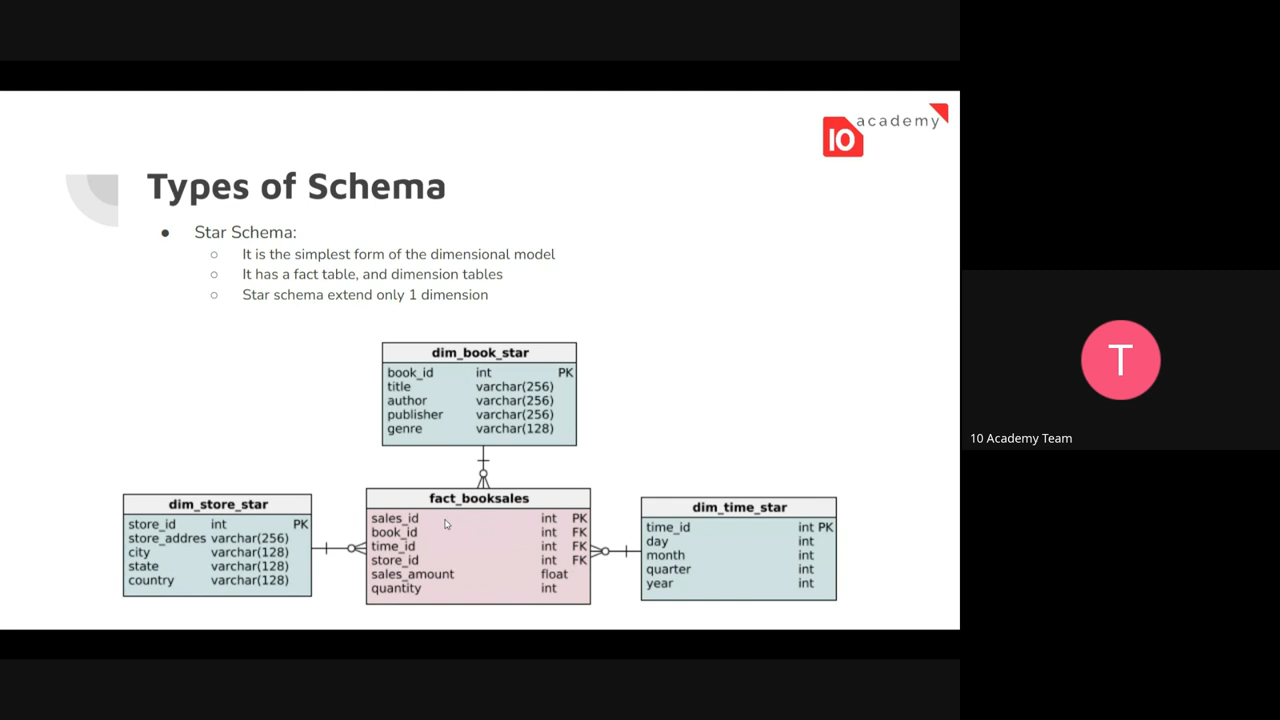 10 academy
Types of Schema
● Star Schema:
○ It is the simplest form of the dimensional model
○ It has a fact table, and dimension tables
○ Star schema extend only 1 dimension
dim_book_star
book_id int PK
title varchar(256)
author varchar(256)
publisher varchar(256)
genre varchar(128)
dim_store_star
store_id int PK
store_addres varchar(256)
city varchar(128)
state varchar(128)
country varchar(128)
fact_booksales
sales_id int PK
book_id int FK
time_id int FK
store_id int FK
sales_amount float
quantity int
dim_time_star
time_id int PK
day int
month int
quarter int
year int
T
10 Academy Team